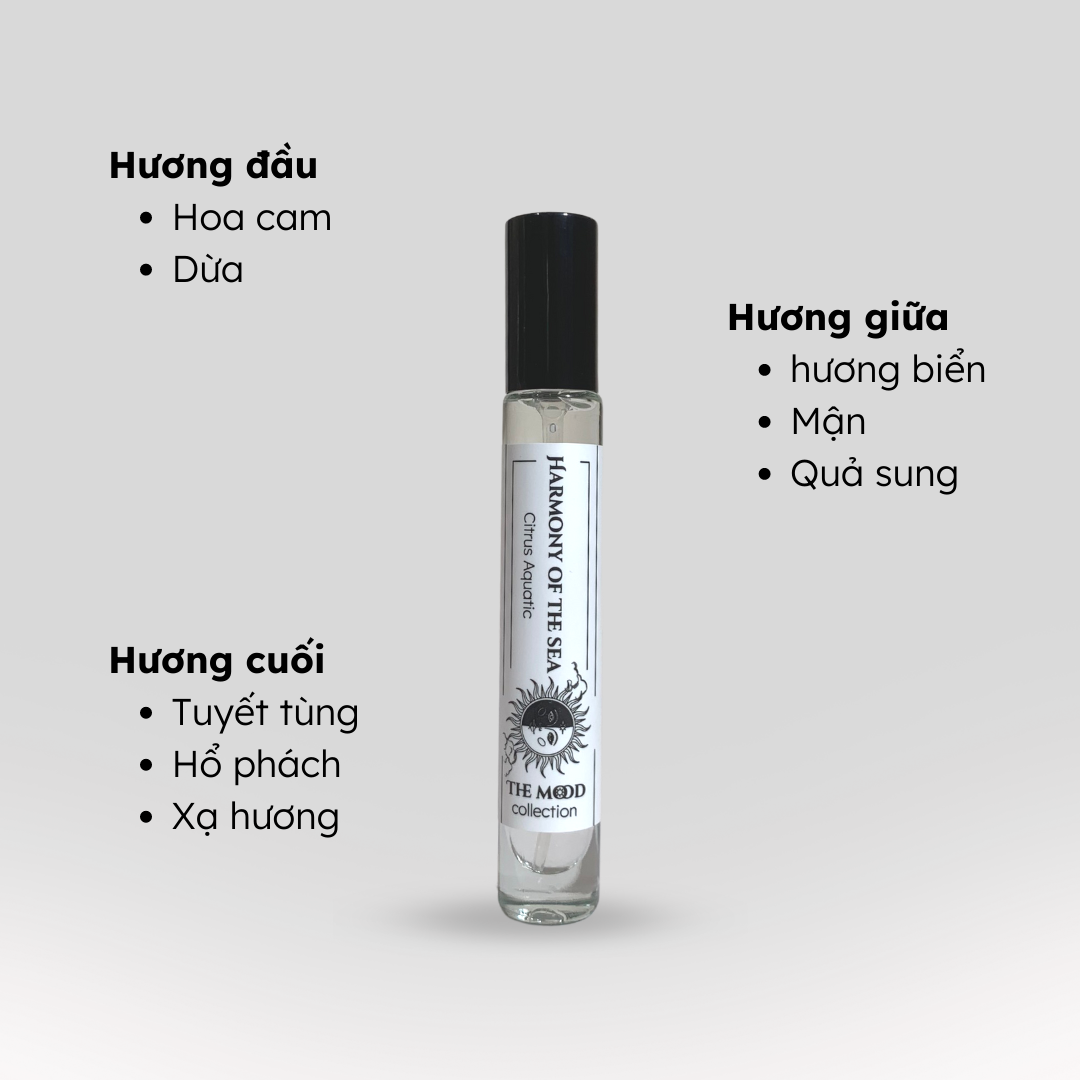 Hương đầu
• Hoa cam
• Dừa
Hương giữa
• hương biển
• Mận
• Quả sung
HARMONY OF THE SEA
Citrus Aquatic
THE MOOD
collection
Hương cuối
• Tuyết tùng
• Hổ phách
• Xạ hương